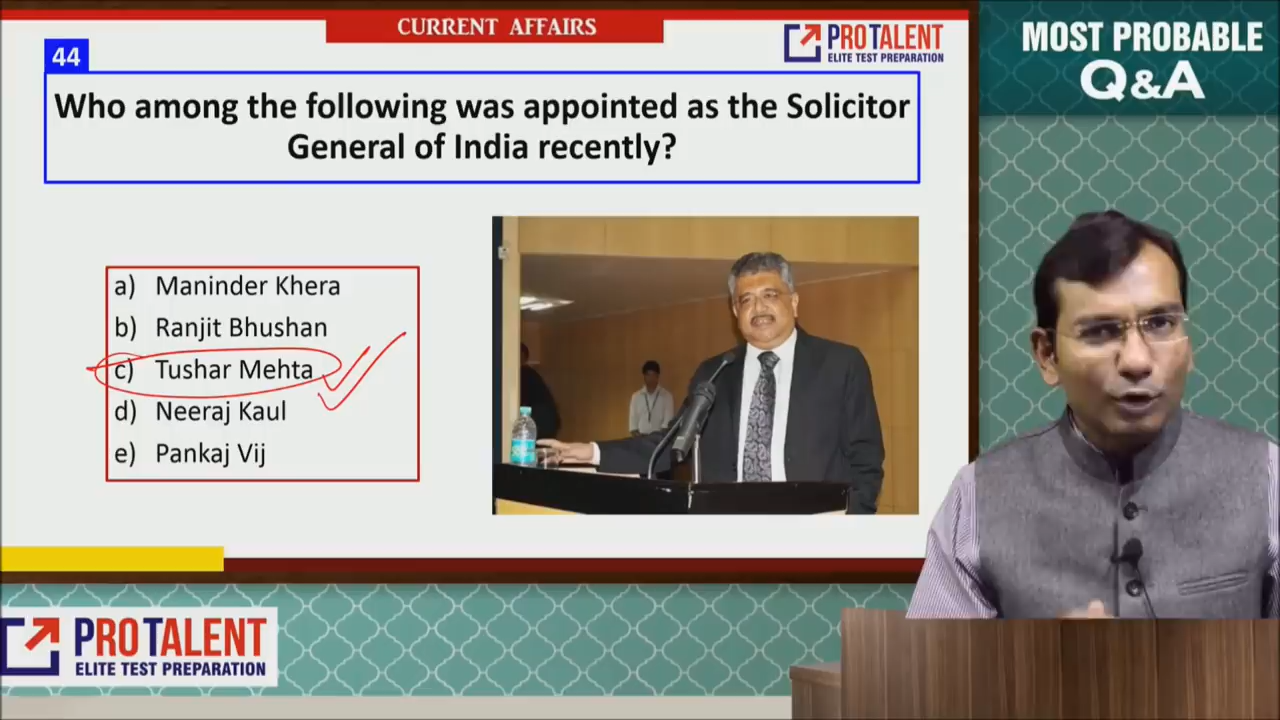 CURRENT AFFAIRS
PROTALENT
ELITE TEST PREPARATION
MOST PROBABLE
Q&A
44
Who among the following was appointed as the Solicitor
General of India recently?
a) Maninder Khera
b) Ranjit Bhushan
c) Tushar Mehta
d) Neeraj Kaul
e) Pankaj Vij
PROTALENT
ELITE TEST PREPARATION